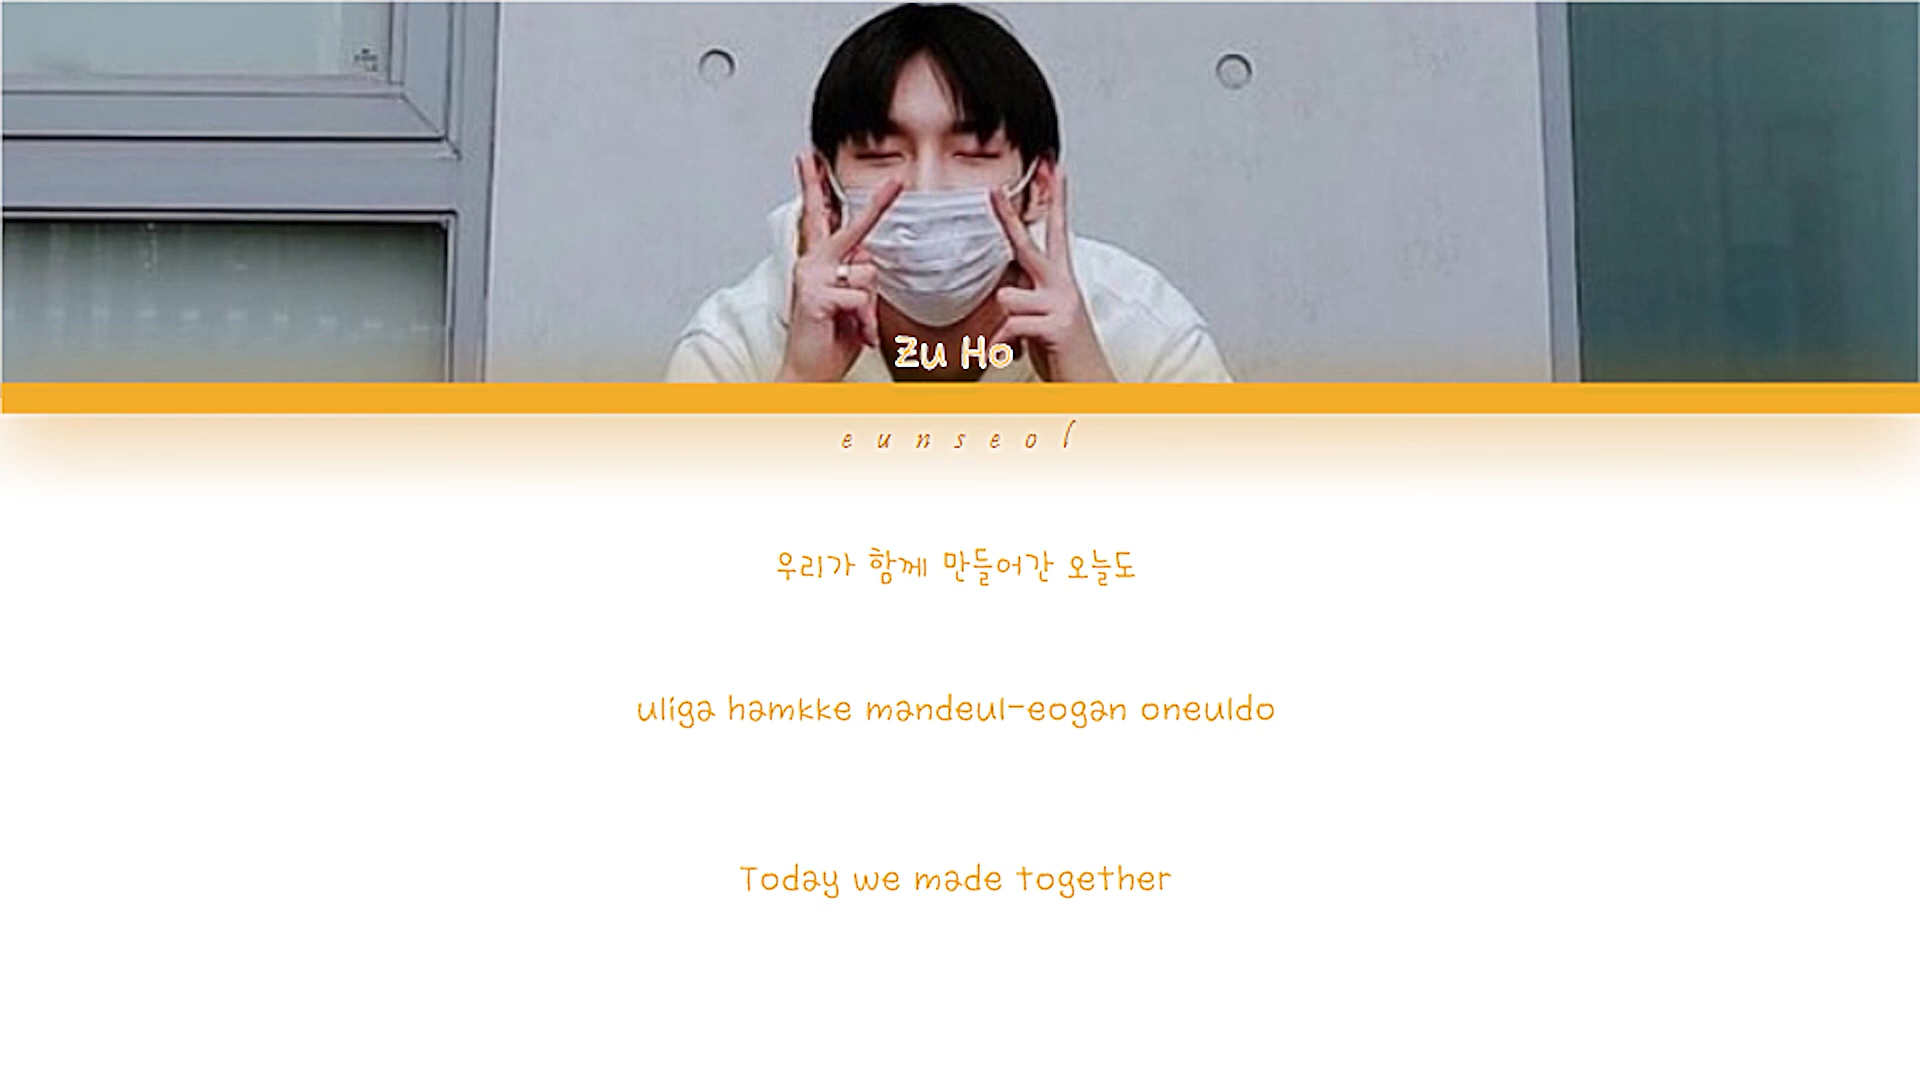 Zu Ho
eunseol
우리가 함께 만들어간 오늘도
uliga hamkke mandeul-eogan oneuldo
Today we made together